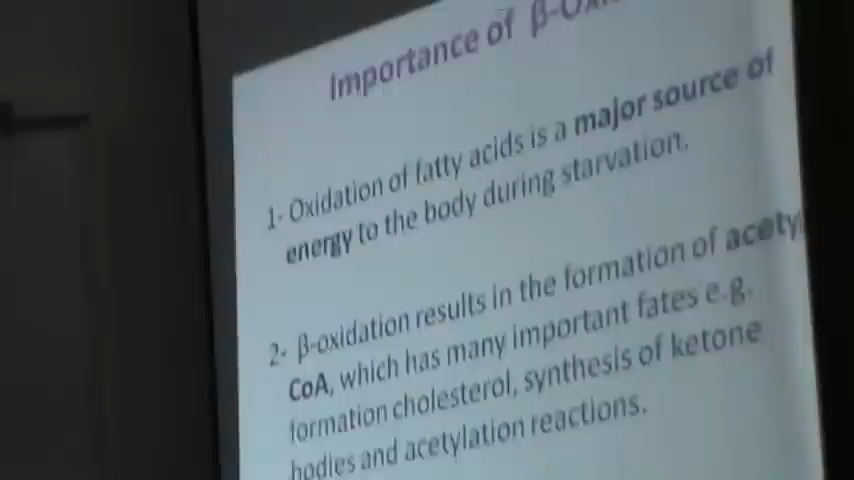 Importance of β-Oxi
1- Oxidation of fatty acids is a major source of
energy to the body during starvation.
2- β-oxidation results in the formation of acetyl
CoA, which has many important fates e.g.
formation cholesterol, synthesis of ketone
bodies and acetylation reactions.